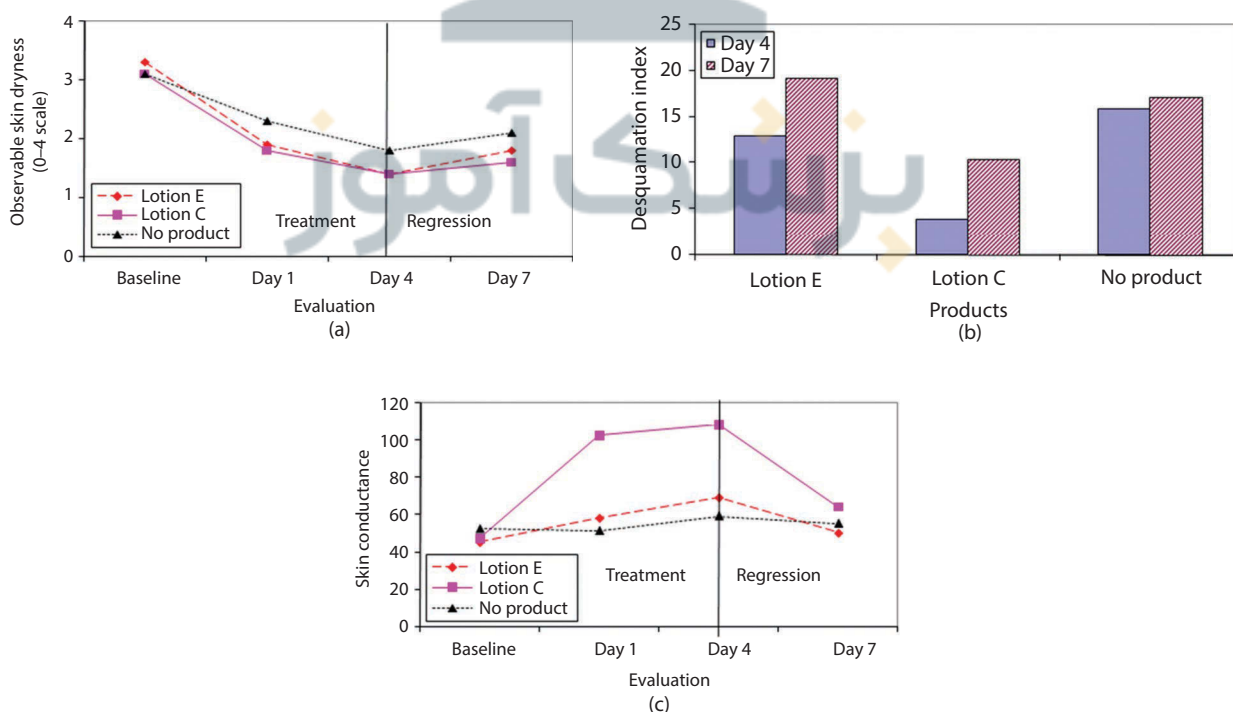 Observable skin dryness
(0–4 scale)
4
3
2
1
0
Lotion E
Lotion C
No product
Treatment
Regression
Baseline
Day 1
Day 4
Day 7
Evaluation
(a)
Desquamation index
25
20
15
10
5
0
Day 4
Day 7
Lotion E
Lotion C
No product
Products
(b)
Skin conductance
120
100
80
60
40
20
0
Lotion E
Lotion C
No product
Treatment
Regression
Baseline
Day 1
Day 4
Day 7
Evaluation
(c)
پزشک آموز